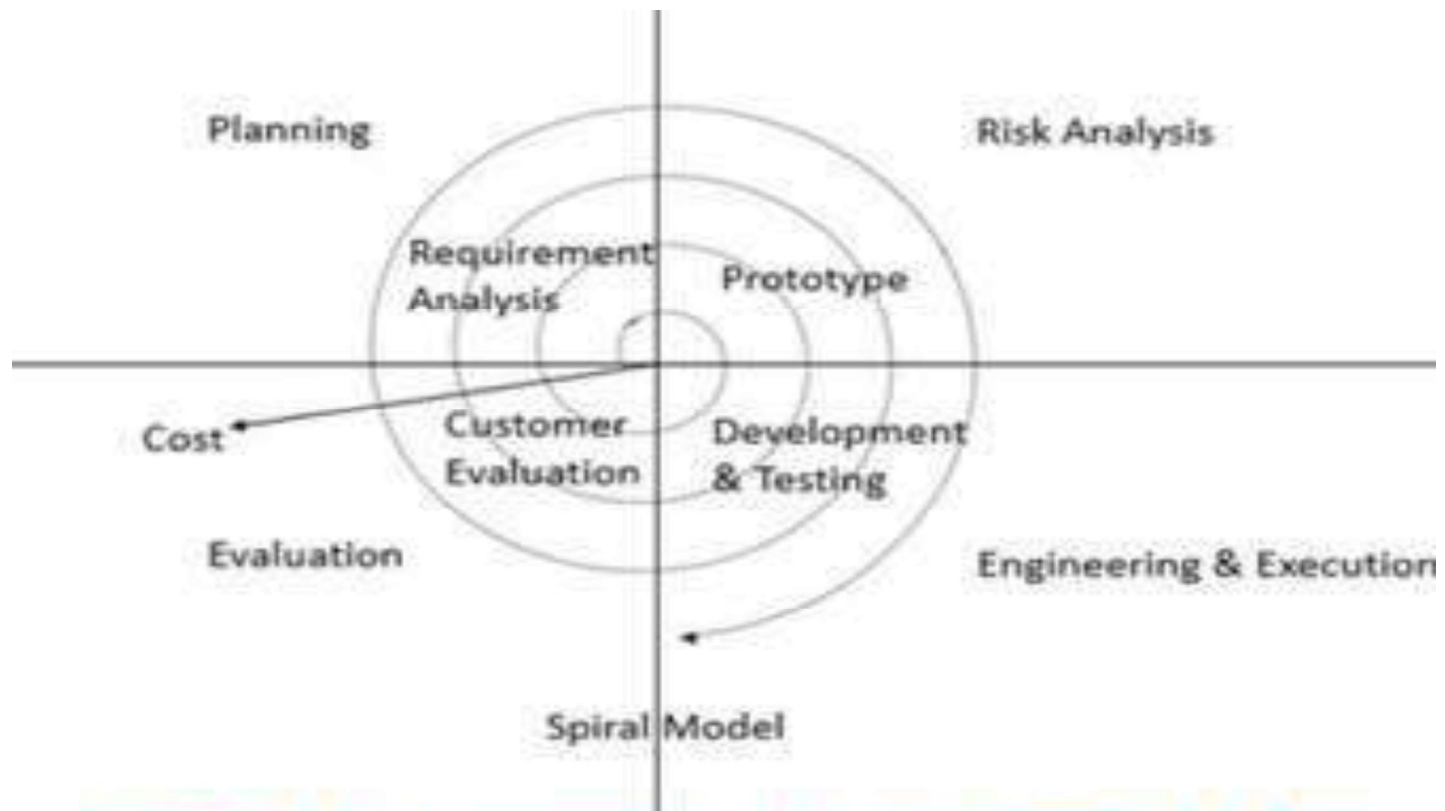 Planning
Risk Analysis
Requirement
Analysis
Prototype
Cost
Customer
Evaluation
Development
& Testing
Evaluation
Engineering & Execution
Spiral Model